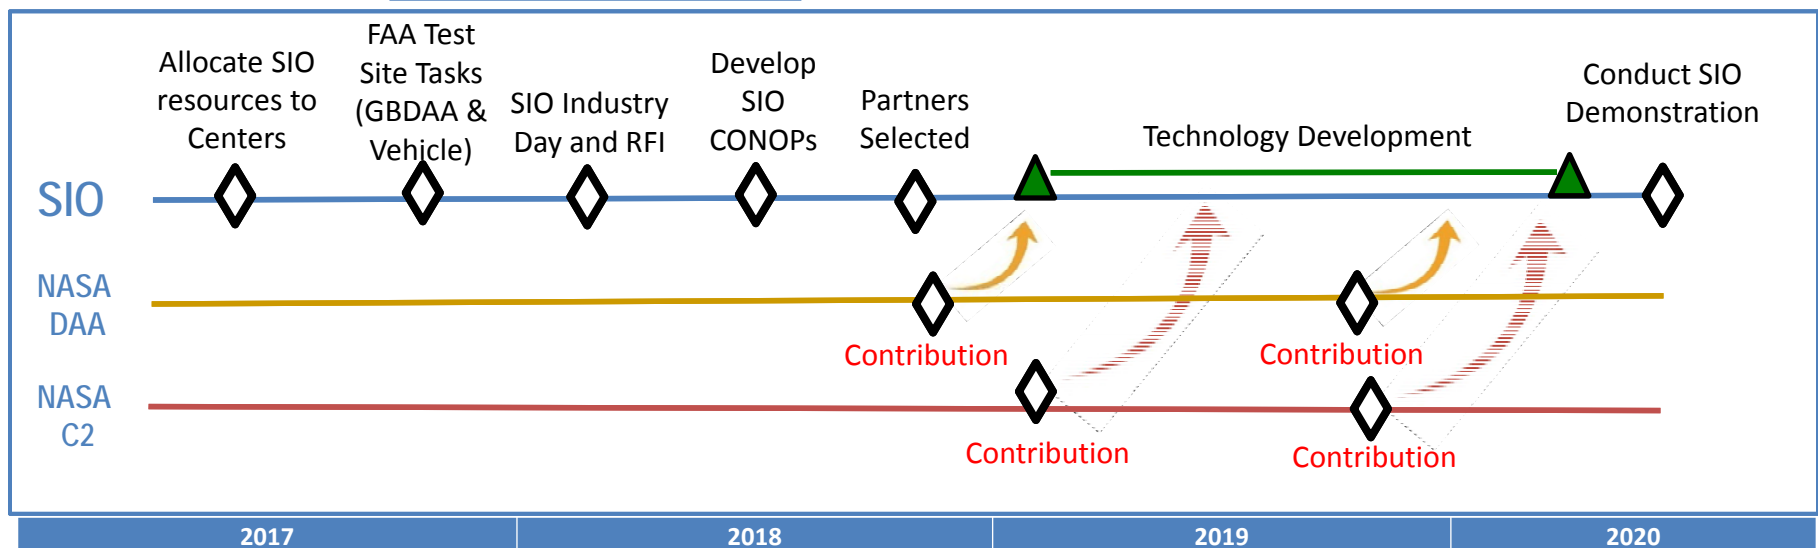 Allocate SIO
resources to
Centers
FAA Test
Site Tasks
(GBDAA &
Vehicle)
SIO Industry
Day and RFI
Develop
SIO
CONOPs
Partners
Selected
Technology Development
Conduct SIO
Demonstration
SIO
NASA
DAA
Contribution
Contribution
NASA
C2
Contribution
Contribution
2017
2018
2019
2020